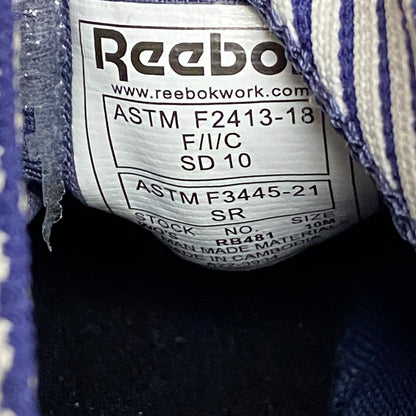 Reebok
www.reebokwork.com
ASTM F2413-18
F/I/C
SD 10
ASTM F3445-21
SR
STOCK NO. SIZE
RB481 10M
MAN MADE MATERIAL
MADE IN CAMBODIA